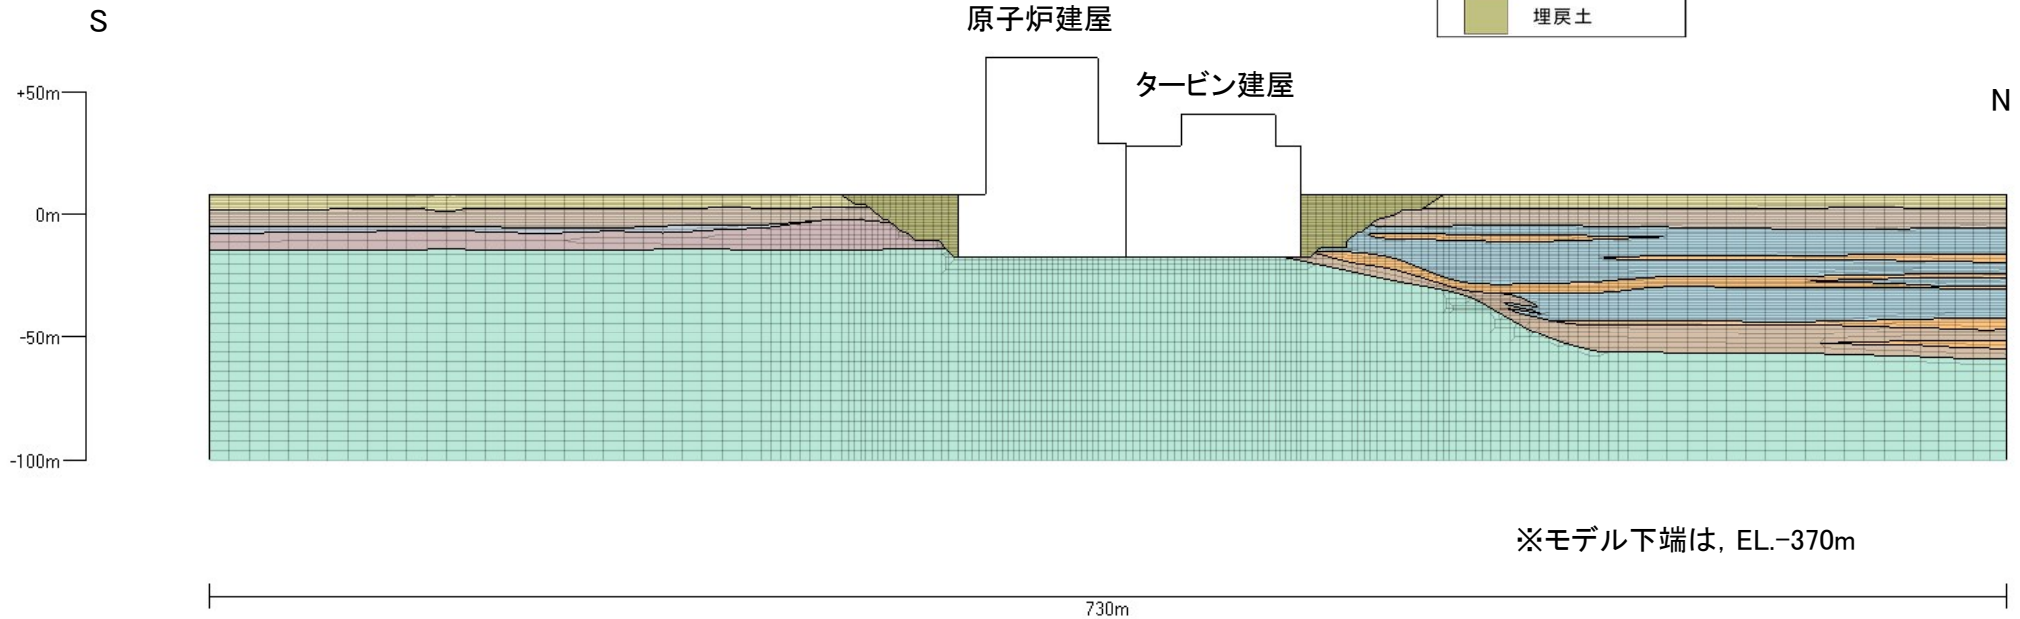 S
原子炉建屋
埋戻土
タービン建屋
+50m
N
0m
-50m
-100m
※モデル下端は, EL.-370m
730m